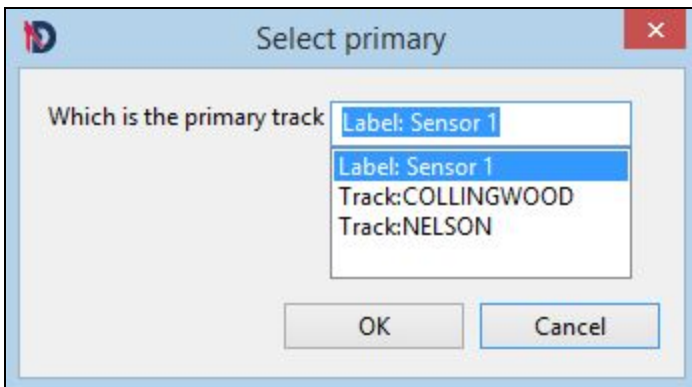 Select primary
Which is the primary track Label: Sensor 1
Label: Sensor 1
Track:COLLINGWOOD
Track:NELSON
OK Cancel